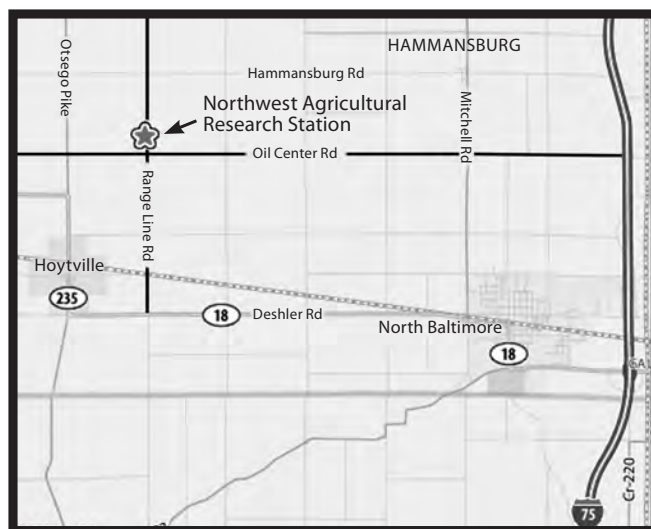 HAMMANSBURG
Otsego Pike
Hammansburg Rd
Mitchell Rd
Northwest Agricultural
Research Station
Oil Center Rd
Range Line Rd
Hoytville
235
18
Deshler Rd
North Baltimore
18
Cr-220
75